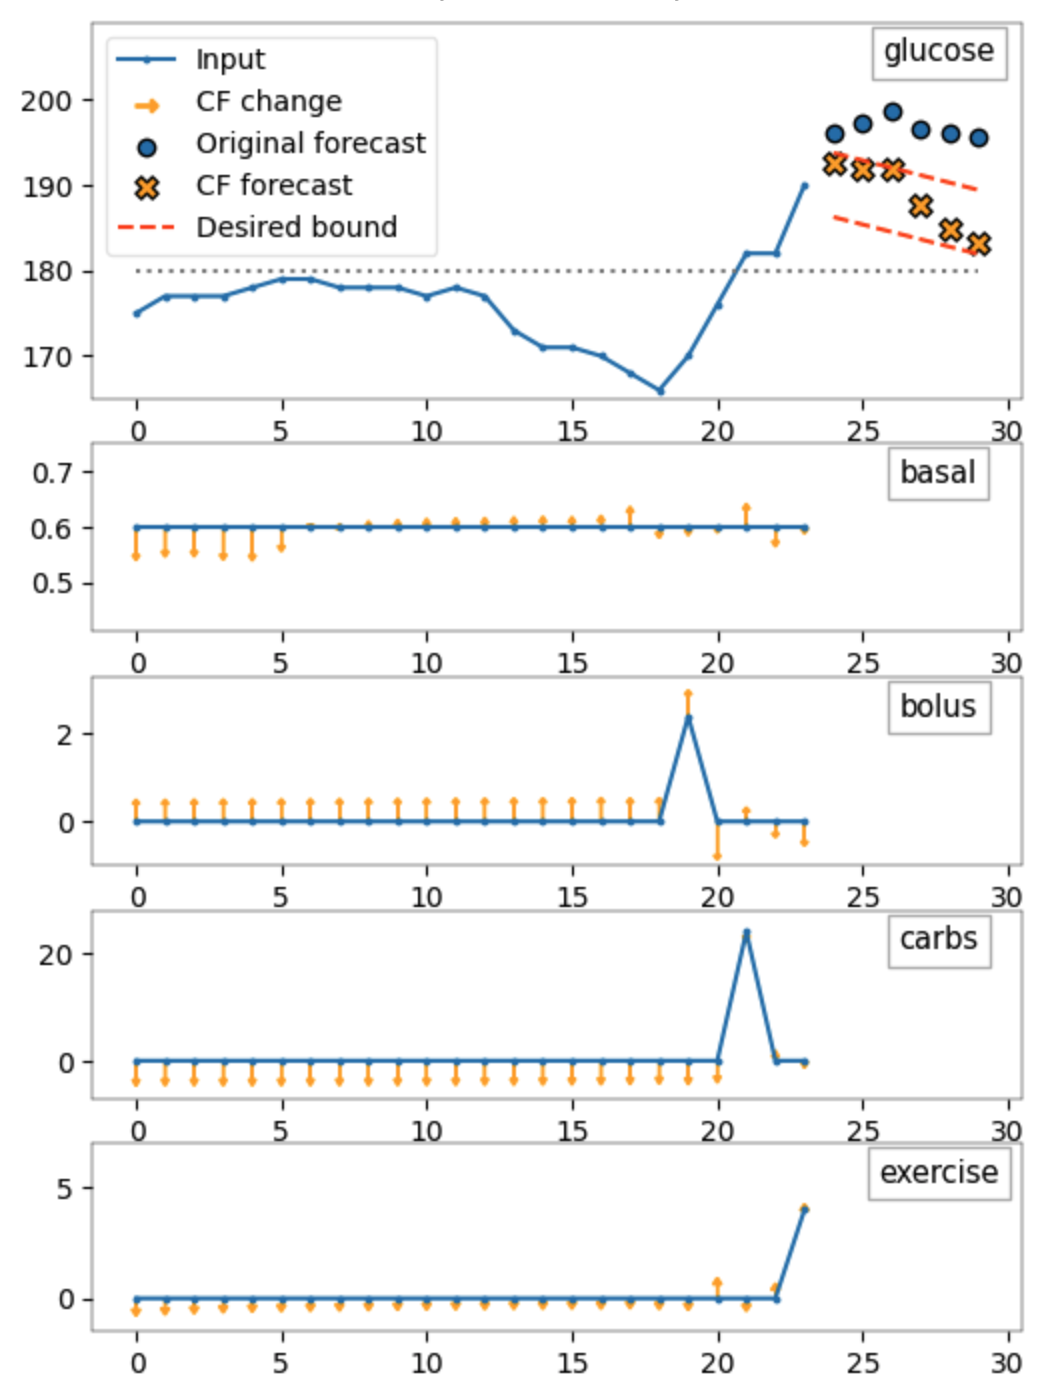 glucose
Input
CF change
Original forecast
CF forecast
Desired bound
200
190
180
170
0 5 10 15 20 25 30
basal
0.7
0.6
0.5
0 5 10 15 20 25 30
bolus
2
0
0 5 10 15 20 25 30
carbs
20
0
0 5 10 15 20 25 30
exercise
5
0
0 5 10 15 20 25 30